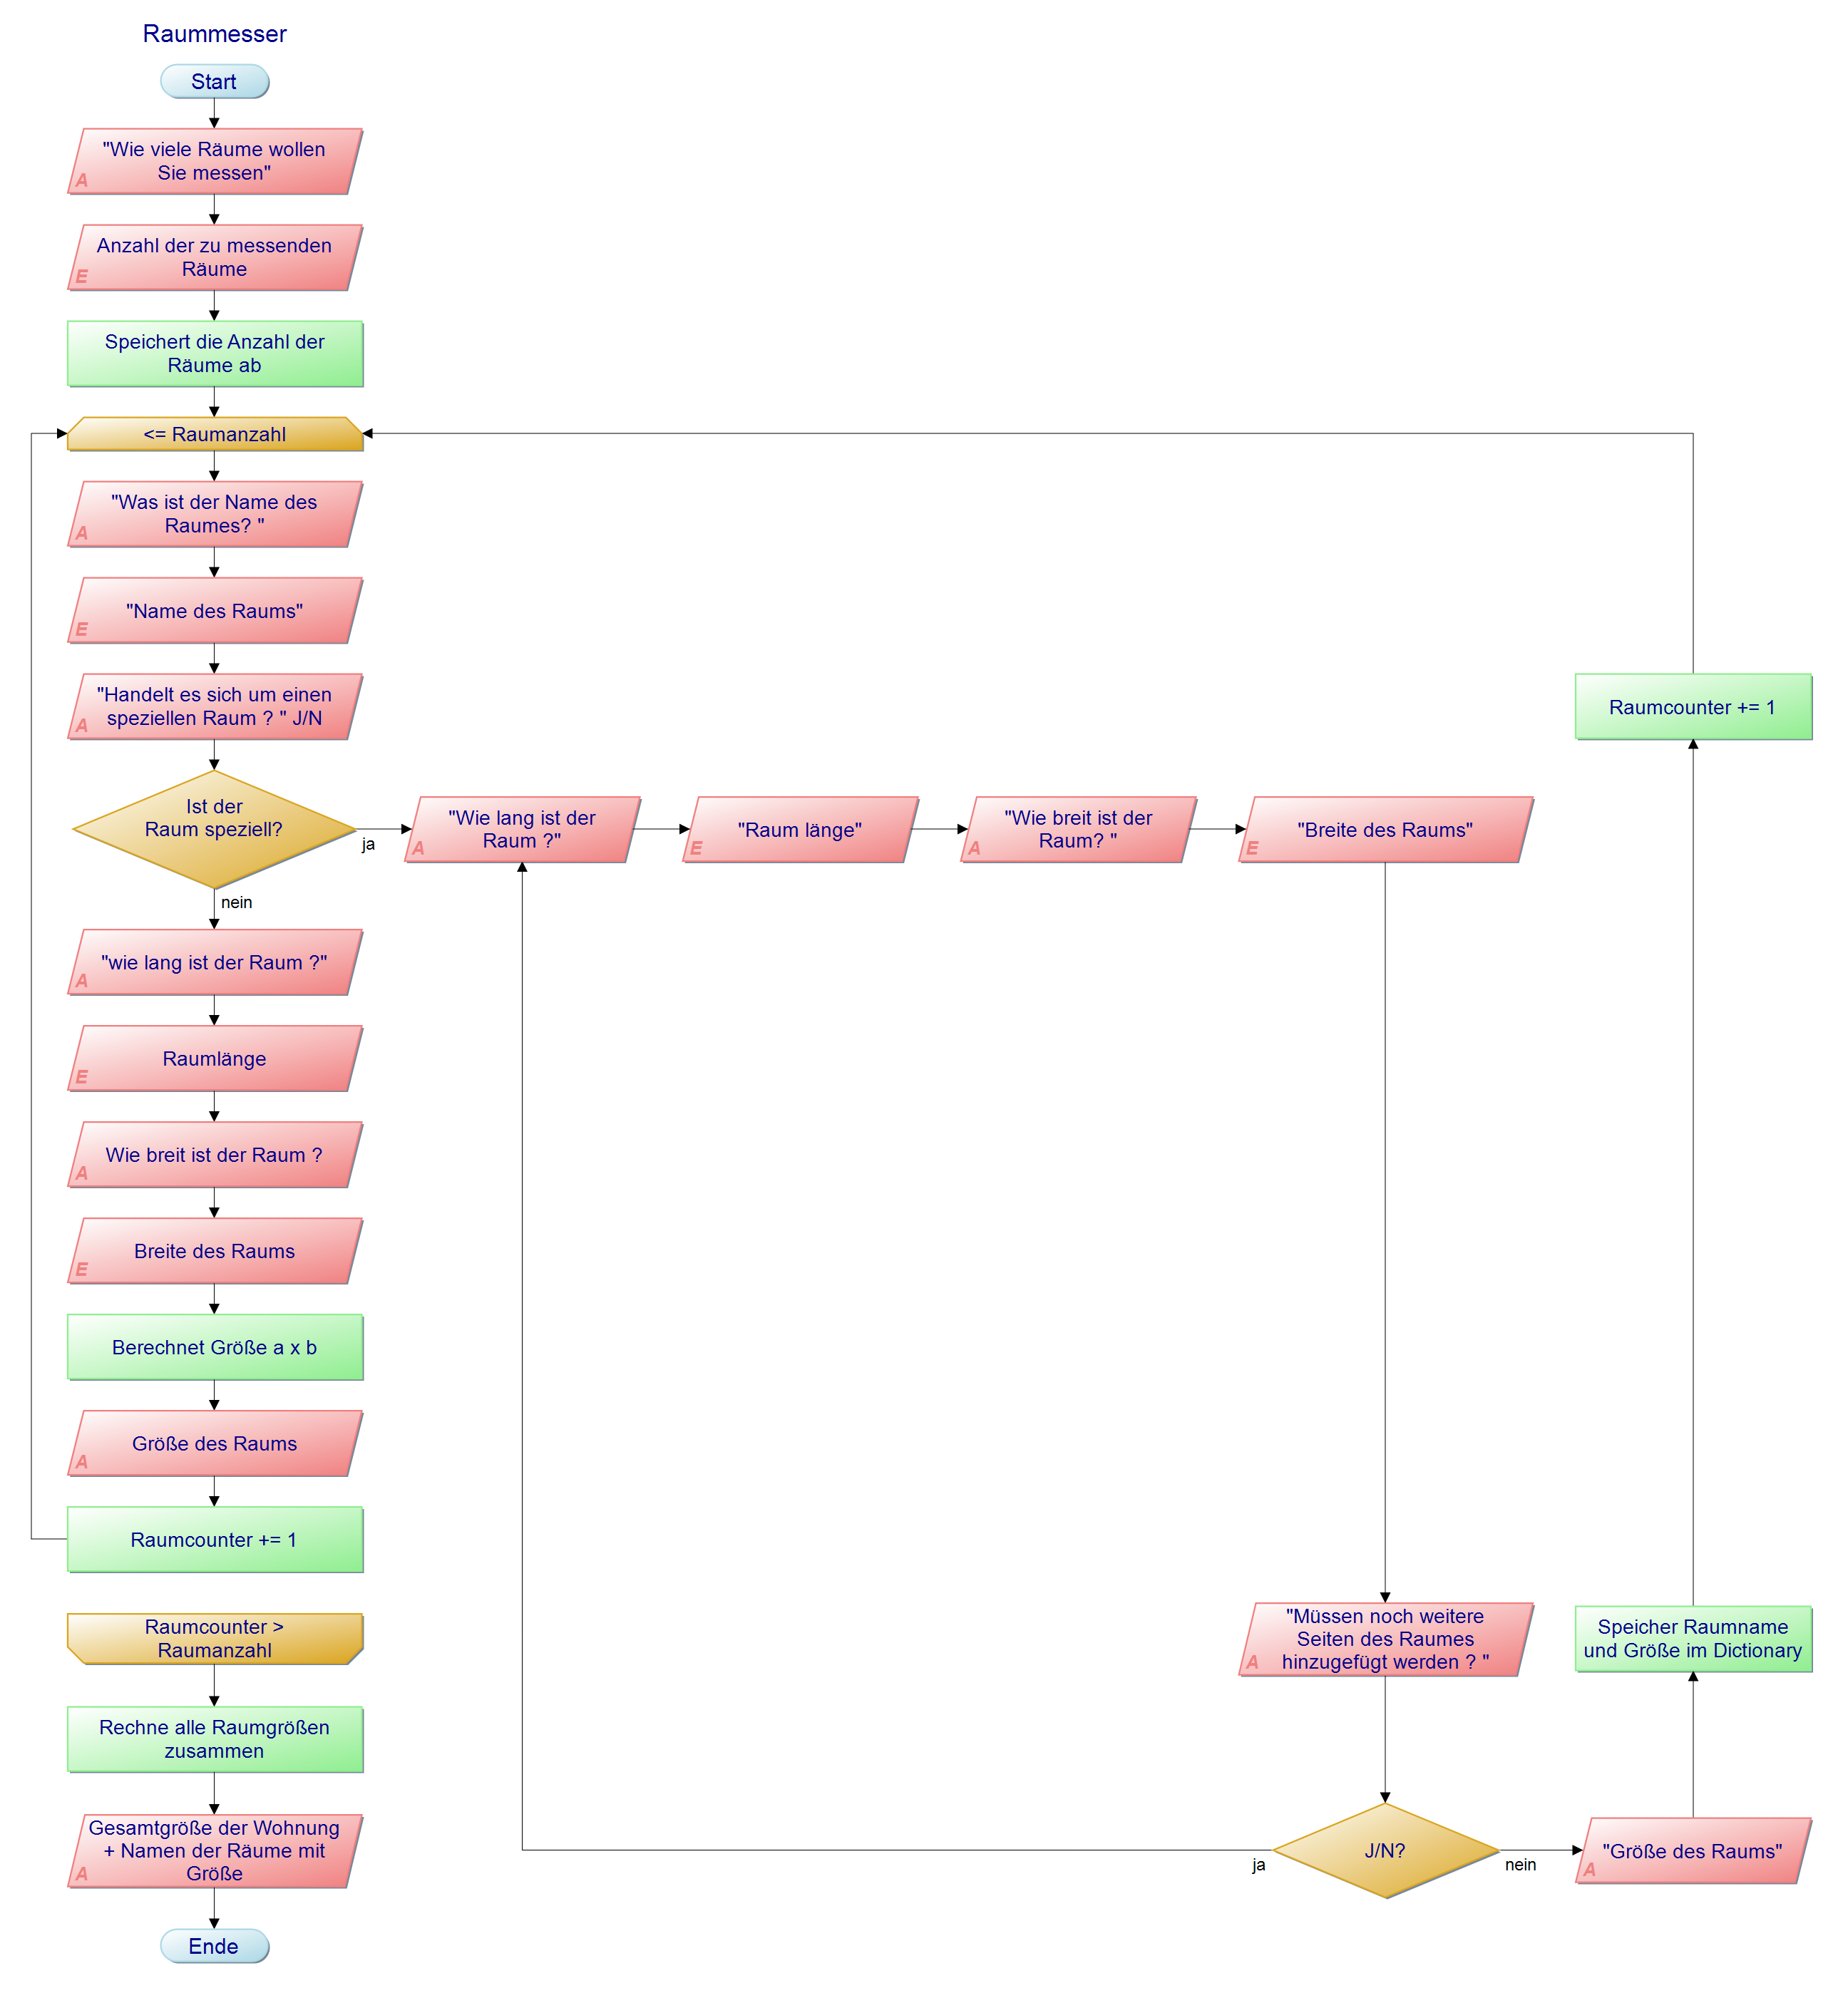 Raummesser
Start
"Wie viele Räume wollen
Sie messen"
A
Anzahl der zu messenden
Räume
E
Speichert die Anzahl der
Räume ab
<= Raumanzahl
"Was ist der Name des
Raumes? "
A
"Name des Raums"
E
"Handelt es sich um einen
speziellen Raum ? " J/N
A
Ist der
Raum speziell?
ja
nein
"Wie lang ist der
Raum ?"
A
"Raum länge"
E
"Wie breit ist der
Raum? "
A
"Breite des Raums"
E
"wie lang ist der Raum ?"
A
Raumlänge
E
Wie breit ist der Raum ?
A
Breite des Raums
E
Berechnet Größe a x b
Größe des Raums
A
Raumcounter += 1
Raumcounter >
Raumanzahl
Rechne alle Raumgrößen
zusammen
Gesamtgröße der Wohnung
+ Namen der Räume mit
Größe
A
Ende
"Müssen noch weitere
Seiten des Raumes
hinzugefügt werden ? "
A
J/N?
ja
nein
"Größe des Raums"
A
Speicher Raumname
und Größe im Dictionary
Raumcounter += 1